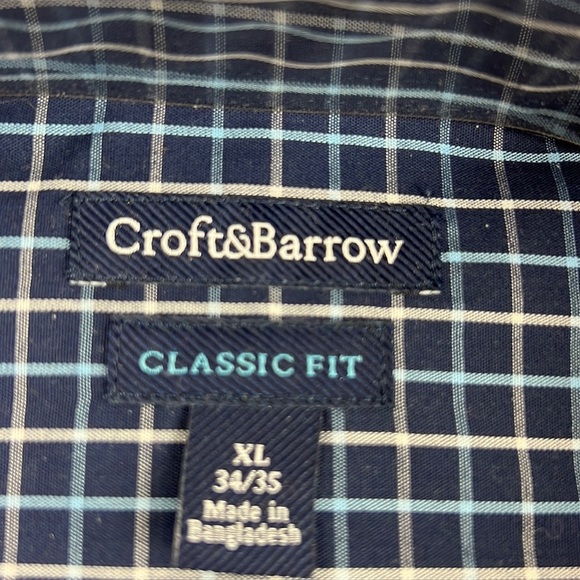 Croft&Barrow
CLASSIC FIT
XL
34/35
Made in
Bangladesh